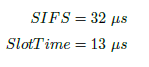 SIFS = 32 μs
SlotTime = 13 μs